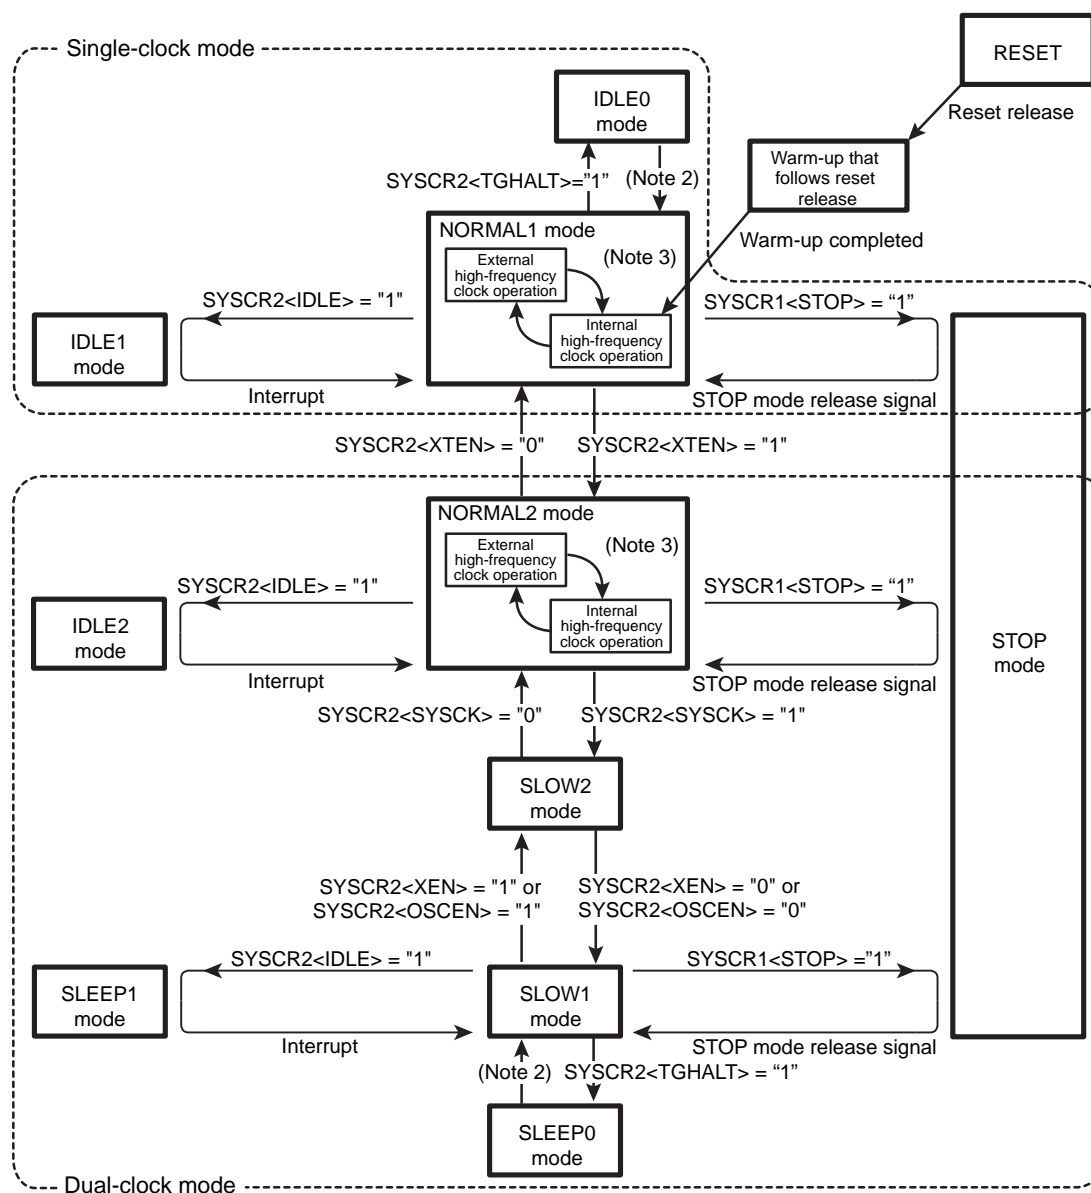 Single-clock mode
RESET
IDLE0
mode
Reset release
SYSCR2<TGHALT>=”1”
(Note 2)
Warm-up that
follows reset
release
NORMAL1 mode
Warm-up completed
External
high-frequency
clock operation
(Note 3)
SYSCR2<IDLE> = "1"
SYSCR1<STOP> = “1”
Internal
high-frequency
clock operation
IDLE1
mode
Interrupt
STOP mode release signal
SYSCR2<XTEN> = "0"
SYSCR2<XTEN> = "1"
NORMAL2 mode
External
high-frequency
clock operation
(Note 3)
SYSCR2<IDLE> = "1"
SYSCR1<STOP> = “1”
Internal
high-frequency
clock operation
IDLE2
mode
STOP
mode
Interrupt
STOP mode release signal
SYSCR2<SYSCK> = "0"
SYSCR2<SYSCK> = "1"
SLOW2
mode
SYSCR2<XEN> = "1" or
SYSCR2<OSCEN> = "1"
SYSCR2<XEN> = "0" or
SYSCR2<OSCEN> = "0"
SYSCR2<IDLE> = "1"
SYSCR1<STOP> =”1”
SLEEP1
mode
SLOW1
mode
Interrupt
STOP mode release signal
(Note 2)
SYSCR2<TGHALT> = “1”
SLEEP0
mode
Dual-clock mode